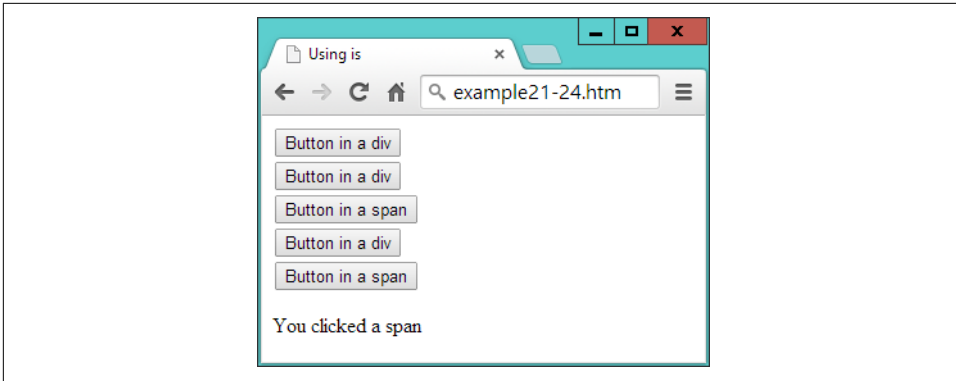 Using is
example21-24.htm
Button in a div
Button in a div
Button in a span
Button in a div
Button in a span
You clicked a span